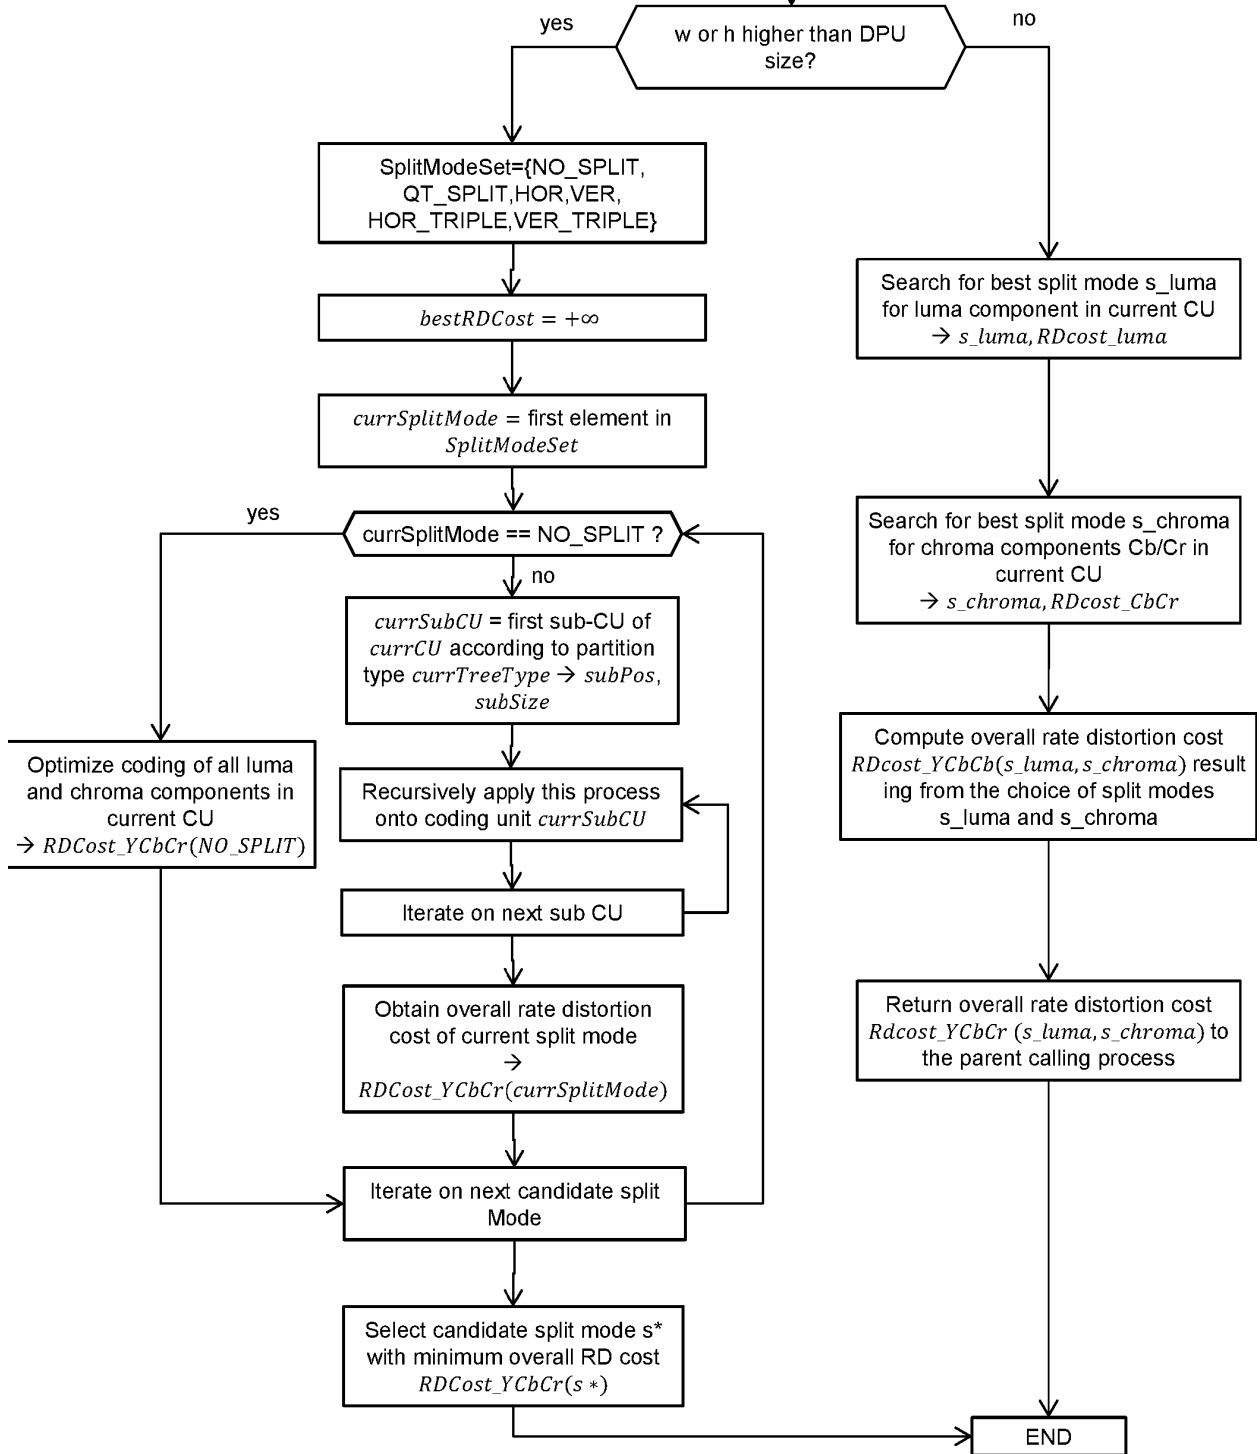 yes
w or h higher than DPU
size?
no
SplitModeSet={NO_SPLIT,
QT_SPLIT,HOR,VER,
HOR_TRIPLE,VER_TRIPLE}
bestRDCost = +∞
currSplitMode = first element in
SplitModeSet
yes
currSplitMode == NO_SPLIT ?
no
currSubCU = first sub-CU of
currCU according to partition
type currTreeType → subPos,
subSize
Optimize coding of all luma
and chroma components in
current CU
→ RDCost_YCbCr(NO_SPLIT)
Recursively apply this process
onto coding unit currSubCU
Iterate on next sub CU
Obtain overall rate distortion
cost of current split mode
→
RDCost_YCbCr(currSplitMode)
Iterate on next candidate split
Mode
Select candidate split mode s*
with minimum overall RD cost
RDCost_YCbCr(s *)
Search for best split mode s_luma
for luma component in current CU
→ s_luma, RDcost_luma
Search for best split mode s_chroma
for chroma components Cb/Cr in
current CU
→ s_chroma, RDcost_CbCr
Compute overall rate distortion cost
RDcost_YCbCb(s_luma, s_chroma) result
ing from the choice of split modes
s_luma and s_chroma
Return overall rate distortion cost
Rdcost_YCbCr (s_luma, s_chroma) to
the parent calling process
END